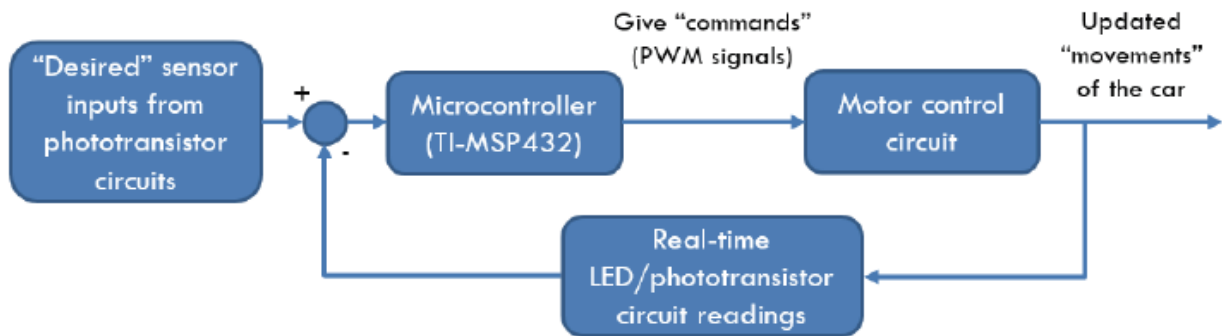 “Desired” sensor
inputs from
phototransistor
circuits
+
-
Microcontroller
(TI-MSP432)
Give “commands”
(PWM signals)
Motor control
circuit
Updated
“movements”
of the car
Real-time
LED/phototransistor
circuit readings